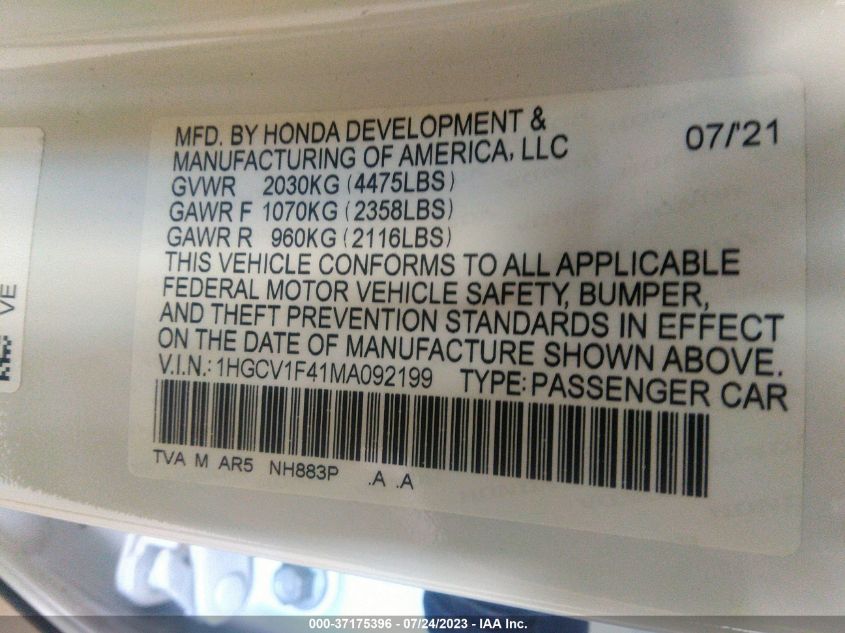 MFD. BY HONDA DEVELOPMENT & 07/'21
MANUFACTURING OF AMERICA, LLC
GVWR 2030KG (4475LBS)
GAWR F 1070KG (2358LBS)
GAWR R 960KG (2116LBS)
THIS VEHICLE CONFORMS TO ALL APPLICABLE
FEDERAL MOTOR VEHICLE SAFETY, BUMPER,
AND THEFT PREVENTION STANDARDS IN EFFECT
ON THE DATE OF MANUFACTURE SHOWN ABOVE.
V.I.N.: 1HGCV1F41MA092199 TYPE: PASSENGER CAR
TVA M AR5 NH883P .A .A
VE
000-37175396 - 07/24/2023 - IAA Inc.